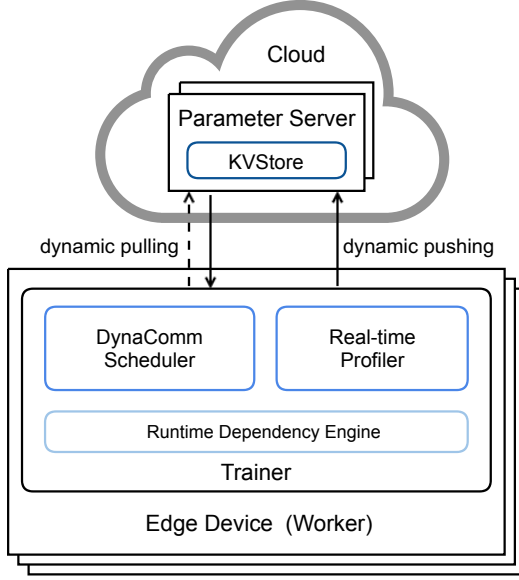 Cloud
Parameter Server
KVStore
dynamic pulling
dynamic pushing
DynaComm
Scheduler
Real-time
Profiler
Runtime Dependency Engine
Trainer
Edge Device (Worker)